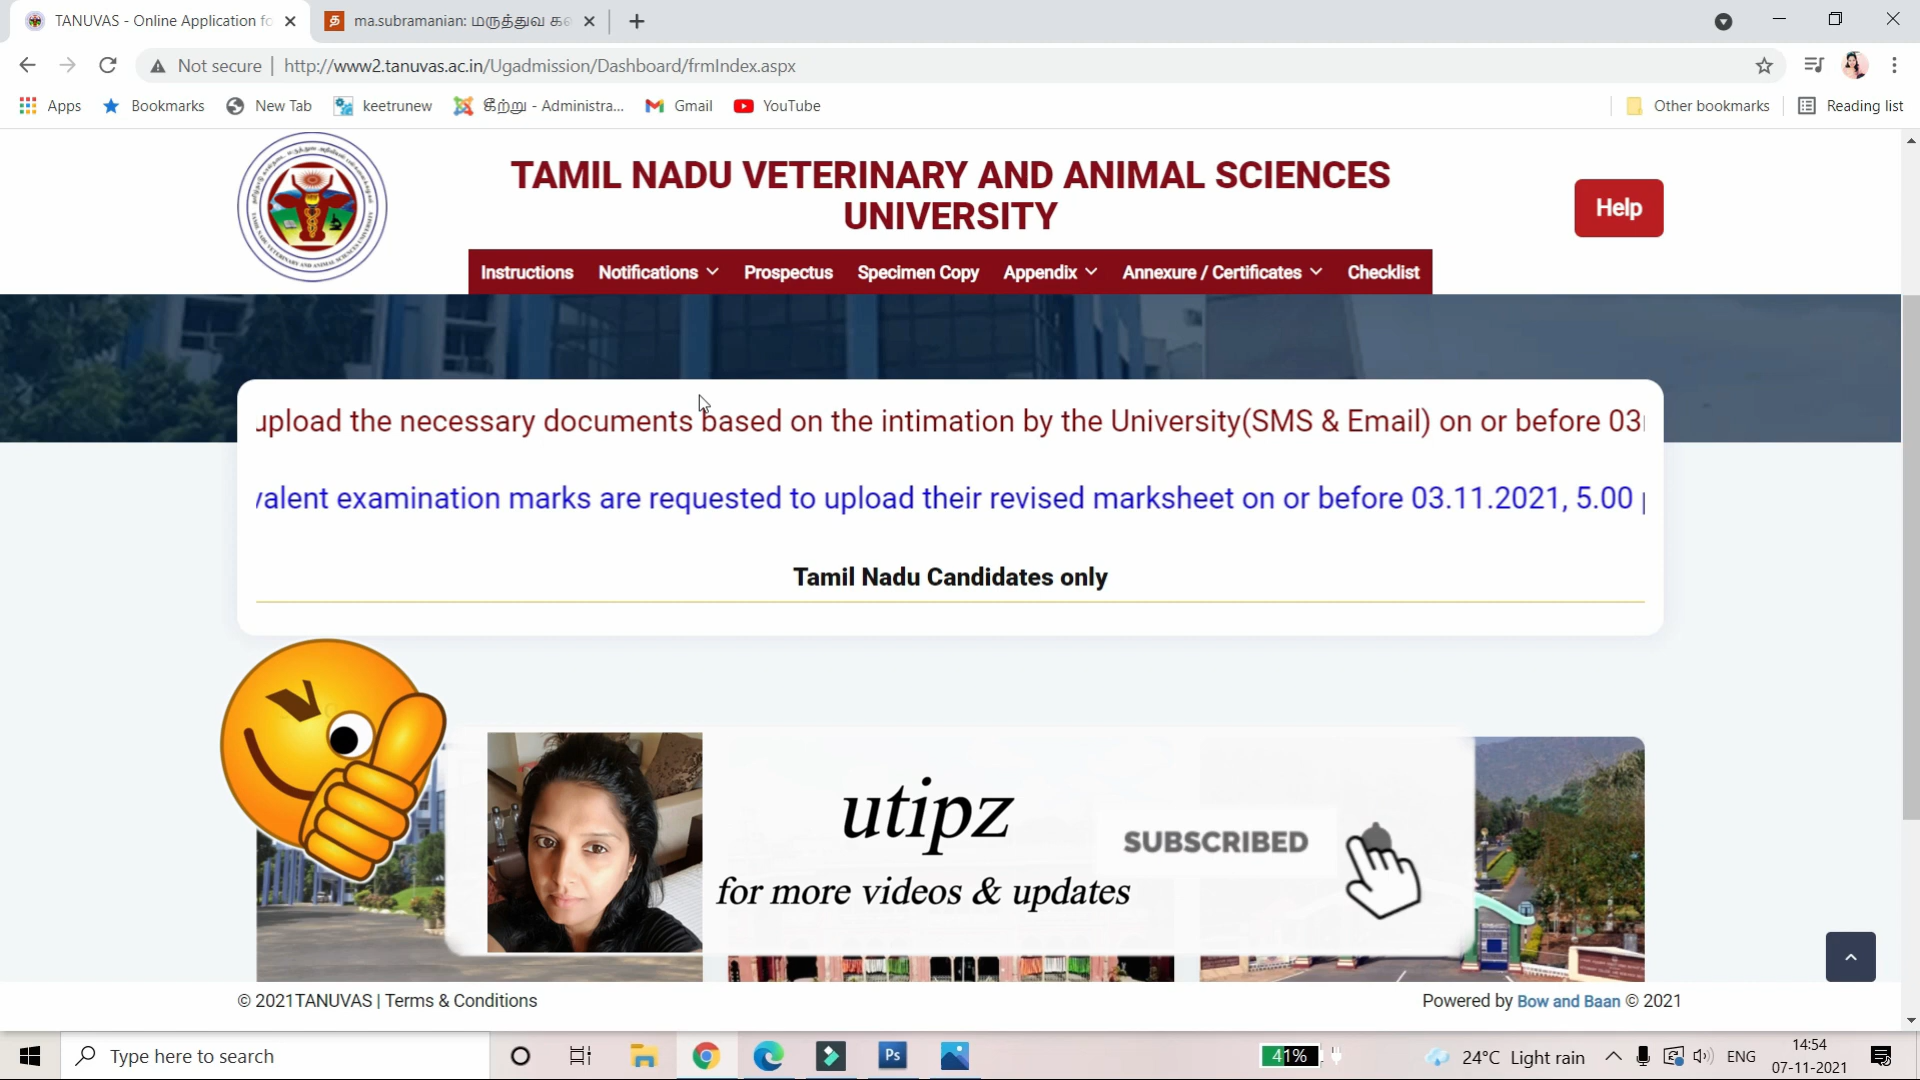 TANUVAS - Online Application fo
ma.subramanian: மருத்துவ க
Not secure
http://www2.tanuvas.ac.in/Ugadmission/Dashboard/frmIndex.aspx
Apps
Bookmarks
New Tab
keetrunew
கீற்று - Administra...
Gmail
YouTube
Other bookmarks
Reading list
TAMIL NADU VETERINARY AND ANIMAL SCIENCES
UNIVERSITY
Help
Instructions
Notifications
Prospectus
Specimen Copy
Appendix
Annexure / Certificates
Checklist
upload the necessary documents based on the intimation by the University(SMS & Email) on or before 03
valent examination marks are requested to upload their revised marksheet on or before 03.11.2021, 5.00
Tamil Nadu Candidates only
utipz
SUBSCRIBED
for more videos & updates
© 2021TANUVAS | Terms & Conditions
Powered by Bow and Baan © 2021
Type here to search
Ps
41%
24°C Light rain
ENG
14:54
07-11-2021